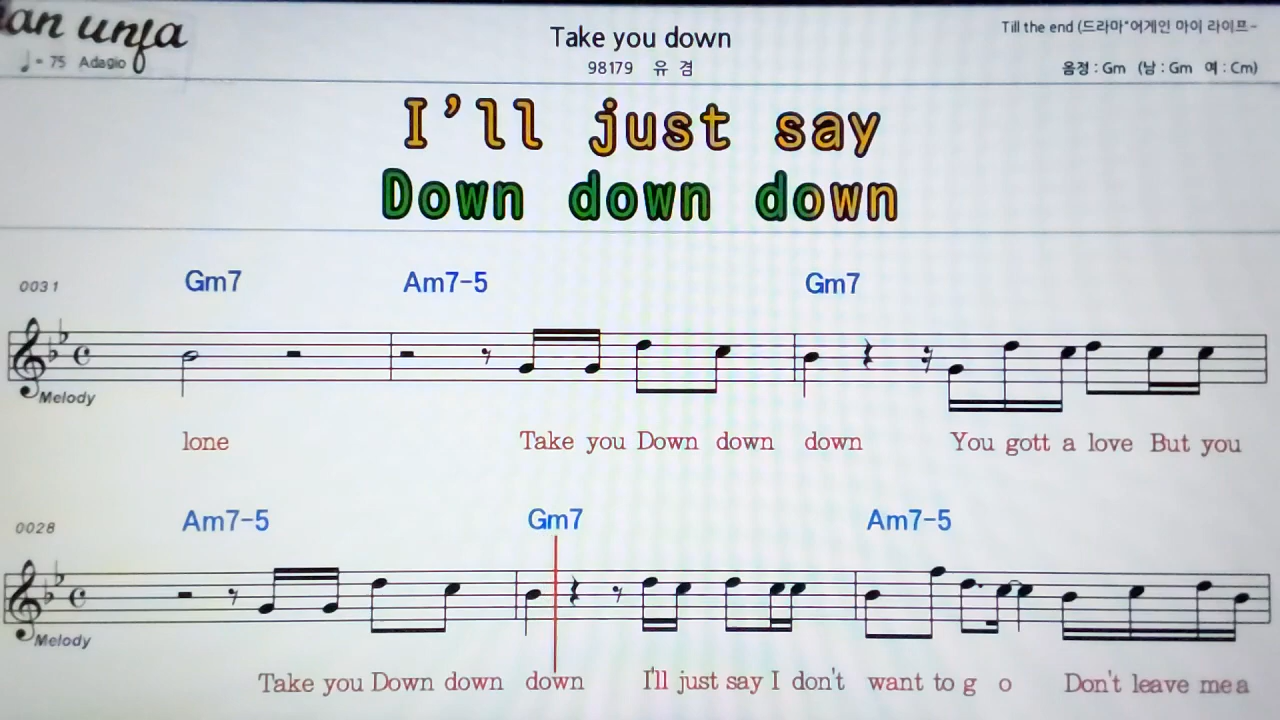 an unfa
Take you down
Till the end (드라마"어게인 마이 라이프-
♩= 75 Adagio
98179 유 겸
음정 : Gm (남 : Gm 여 : Cm)
I'll just say
Down down down
0031 Gm7 Am7-5 Gm7
Melody
lone Take you Down down down You gott a love But you
0028 Am7-5 Gm7 Am7-5
Melody
Take you Down down down I'll just say I don't want to g o Don't leave me a